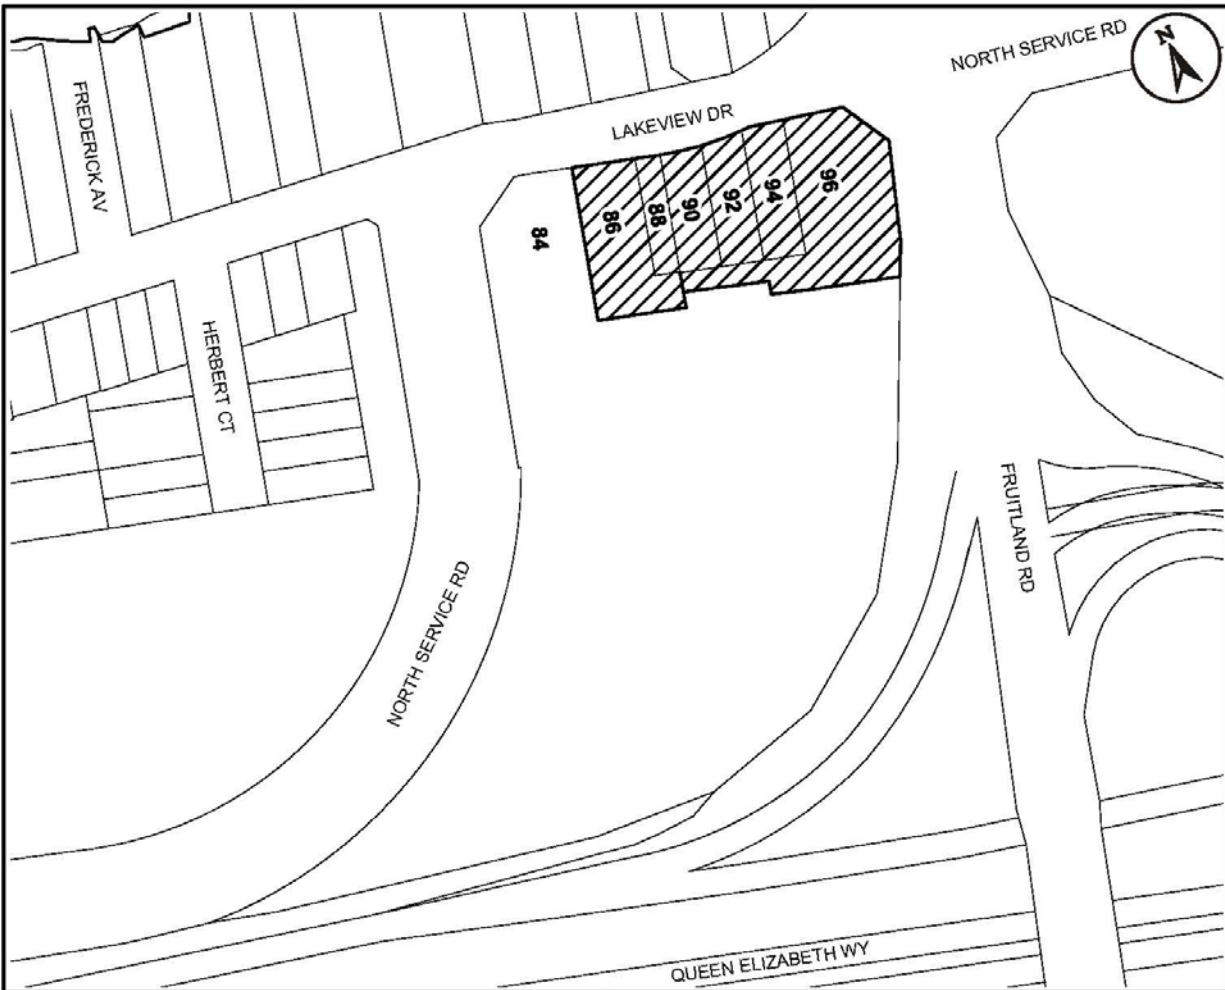 NORTH SERVICE RD
N
FREDERICK AV
LAKEVIEW DR
96
94
92
90
88
86
84
HERBERT CT
FRUITLAND RD
NORTH SERVICE RD
QUEEN ELIZABETH WY